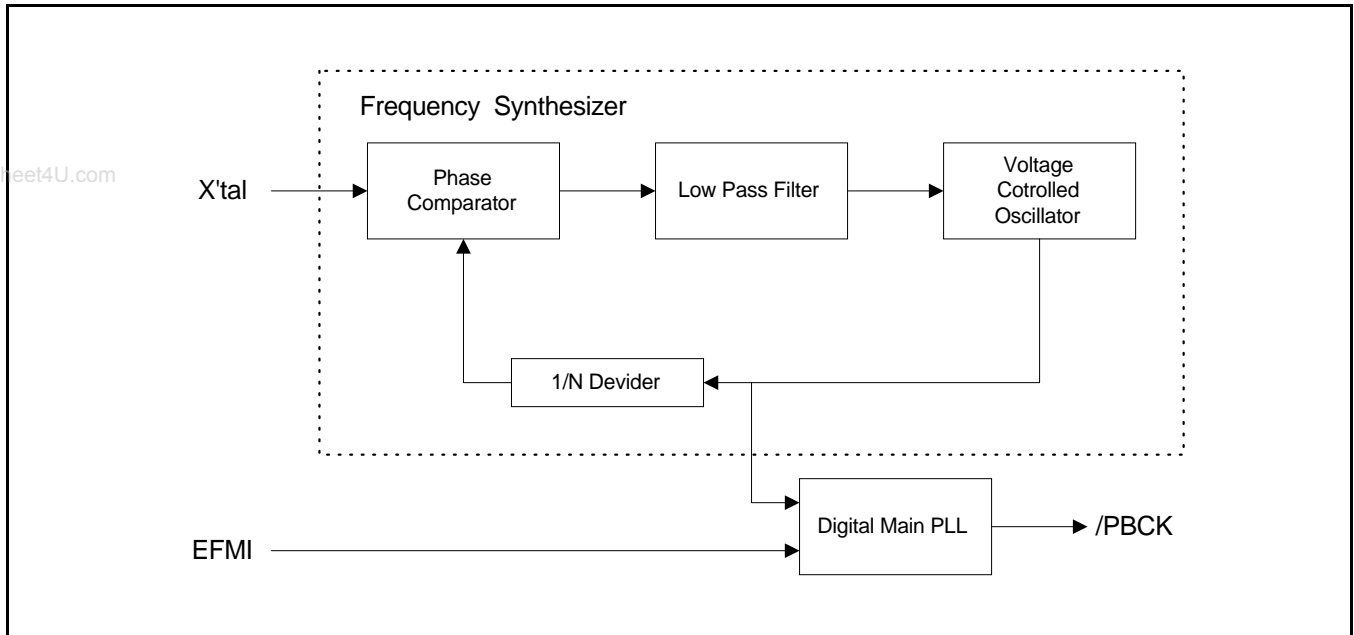 Frequency Synthesizer
heet4U.com
X'tal
Phase
Comparator
Low Pass Filter
Voltage
Cotrolled
Oscillator
1/N Devider
Digital Main PLL
/PBCK
EFMI